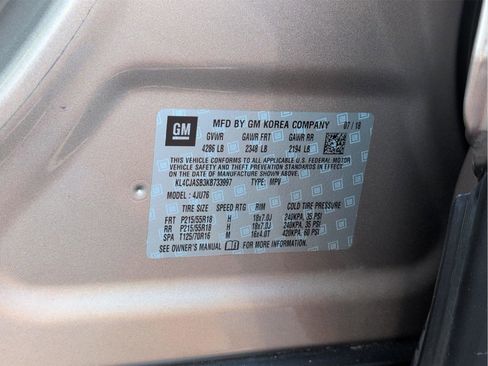 GM
MFD BY GM KOREA COMPANY 07 / 18
GVWR GAWR FRT GAWR RR
4286 LB 2348 LB 2194 LB
THIS VEHICLE CONFORMS TO ALL APPLICABLE U.S. FEDERAL MOTOR
VEHICLE SAFETY AND THEFT PREVENTION STANDARDS IN EFFECT
ON THE DATE OF MANUFACTURE SHOWN ABOVE.
KL4CJASB3KB733997 TYPE: MPV
MODEL : 4JU76
TIRE SIZE SPEED RTG RIM COLD TIRE PRESSURE
FRT P215/55R18 H 18x7.0J 240KPA, 35 PSI
RR P215/55R18 H 18x7.0J 240KPA, 35 PSI
SPA T125/70R16 M 16x4.0T 420KPA, 60 PSI
SEE OWNER'S MANUAL FOR MORE INFORMATION.